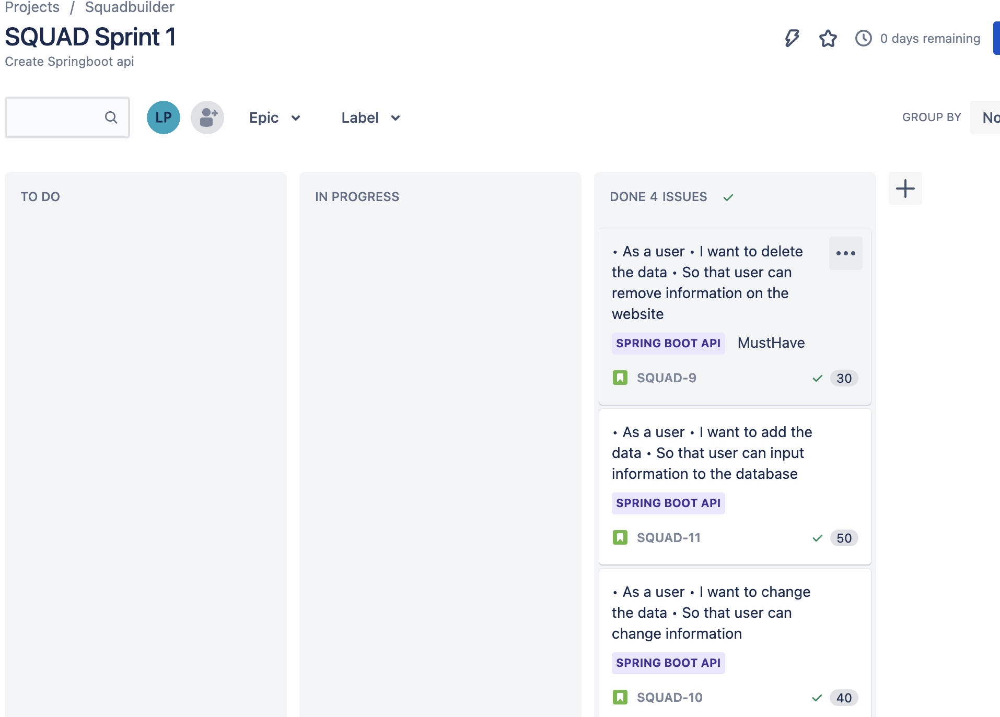 Projects / Squadbuilder
SQUAD Sprint 1
0 days remaining
Create Springboot api
LP
Epic
Label
GROUP BY
No
TO DO
IN PROGRESS
DONE 4 ISSUES
• As a user • I want to delete
the data • So that user can
remove information on the
website
SPRING BOOT API MustHave
SQUAD-9 30
• As a user • I want to add the
data • So that user can input
information to the database
SPRING BOOT API
SQUAD-11 50
• As a user • I want to change
the data • So that user can
change information
SPRING BOOT API
SQUAD-10 40